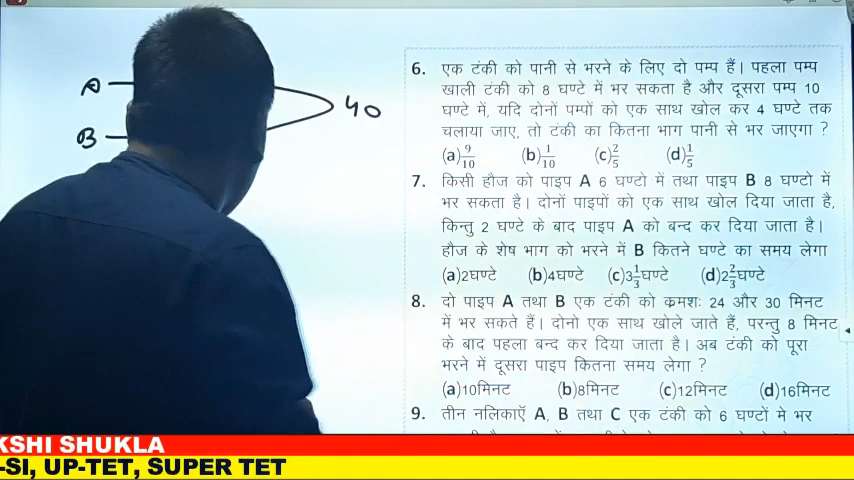 A
B
40
6. एक टंकी को पानी से भरने के लिए दो पम्प हैं। पहला पम्प
खाली टंकी को 8 घण्टे में भर सकता है और दूसरा पम्प 10
घण्टे में, यदि दोनों पम्पों को एक साथ खोल कर 4 घण्टे तक
चलाया जाए, तो टंकी का कितना भाग पानी से भर जाएगा ?
(a) 9/10 (b) 1/10 (c) 2/5 (d) 1/5
7. किसी हौज को पाइप A 6 घण्टो में तथा पाइप B 8 घण्टो में
भर सकता है। दोनों पाइपों को एक साथ खोल दिया जाता है,
किन्तु 2 घण्टे के बाद पाइप A को बन्द कर दिया जाता है।
हौज के शेष भाग को भरने में B कितने घण्टे का समय लेगा
(a)2घण्टे (b)4घण्टे (c)3 1/3 घण्टे (d)2 2/3 घण्टे
8. दो पाइप A तथा B एक टंकी को क्रमशः 24 और 30 मिनट
में भर सकते हैं। दोनो एक साथ खोले जाते हैं, परन्तु 8 मिनट
के बाद पहला बन्द कर दिया जाता है। अब टंकी को पूरा
भरने में दूसरा पाइप कितना समय लेगा ?
(a)10मिनट (b)8मिनट (c)12मिनट (d)16मिनट
9. तीन नलिकाएँ A, B तथा C एक टंकी को 6 घण्टों मे भर
KSHI SHUKLA
-SI, UP-TET, SUPER TET